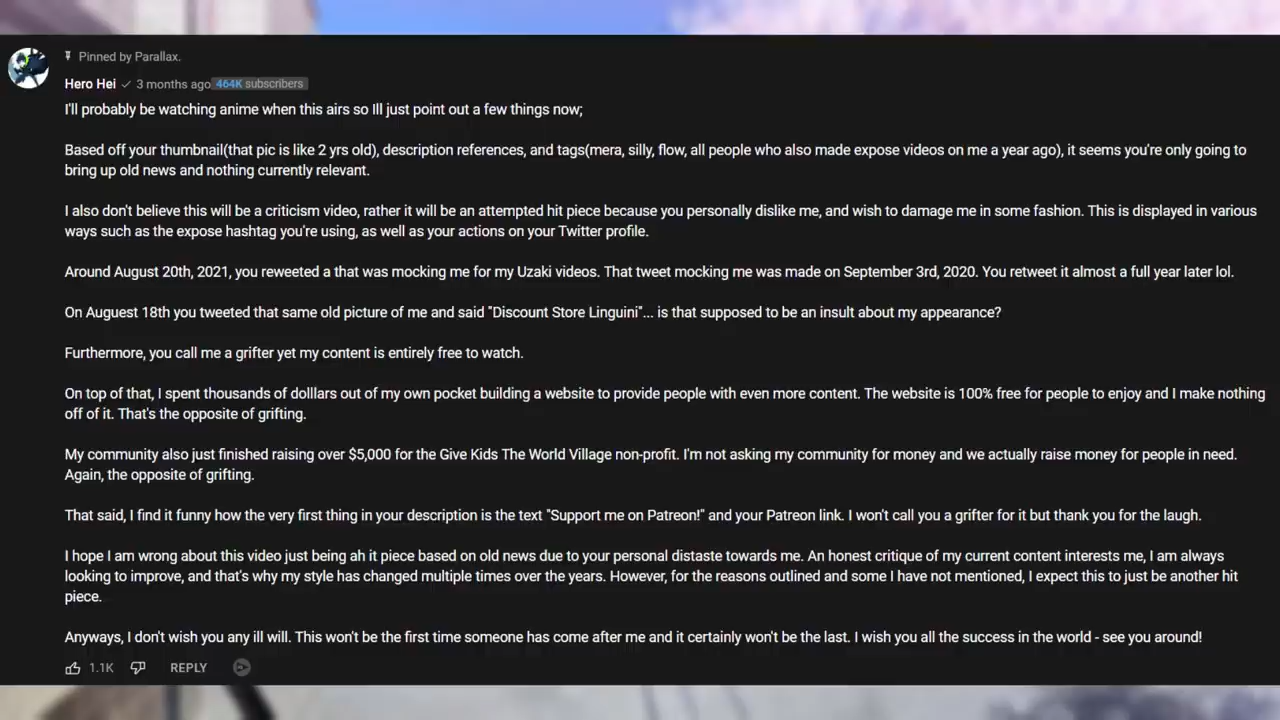 Pinned by Parallax.
Hero Hei 3 months ago 464K subscribers
I'll probably be watching anime when this airs so Ill just point out a few things now;
Based off your thumbnail(that pic is like 2 yrs old), description references, and tags(mera, silly, flow, all people who also made expose videos on me a year ago), it seems you're only going to
bring up old news and nothing currently relevant.
I also don't believe this will be a criticism video, rather it will be an attempted hit piece because you personally dislike me, and wish to damage me in some fashion. This is displayed in various
ways such as the expose hashtag you're using, as well as your actions on your Twitter profile.
Around August 20th, 2021, you reweeted a that was mocking me for my Uzaki videos. That tweet mocking me was made on September 3rd, 2020. You retweet it almost a full year later lol.
On Auguest 18th you tweeted that same old picture of me and said "Discount Store Linguini"... is that supposed to be an insult about my appearance?
Furthermore, you call me a grifter yet my content is entirely free to watch.
On top of that, I spent thousands of dolllars out of my own pocket building a website to provide people with even more content. The website is 100% free for people to enjoy and I make nothing
off of it. That's the opposite of grifting.
My community also just finished raising over $5,000 for the Give Kids The World Village non-profit. I'm not asking my community for money and we actually raise money for people in need.
Again, the opposite of grifting.
That said, I find it funny how the very first thing in your description is the text "Support me on Patreon!" and your Patreon link. I won't call you a grifter for it but thank you for the laugh.
I hope I am wrong about this video just being ah it piece based on old news due to your personal distaste towards me. An honest critique of my current content interests me, I am always
looking to improve, and that's why my style has changed multiple times over the years. However, for the reasons outlined and some I have not mentioned, I expect this to just be another hit
piece.
Anyways, I don't wish you any ill will. This won't be the first time someone has come after me and it certainly won't be the last. I wish you all the success in the world - see you around!
1.1K REPLY